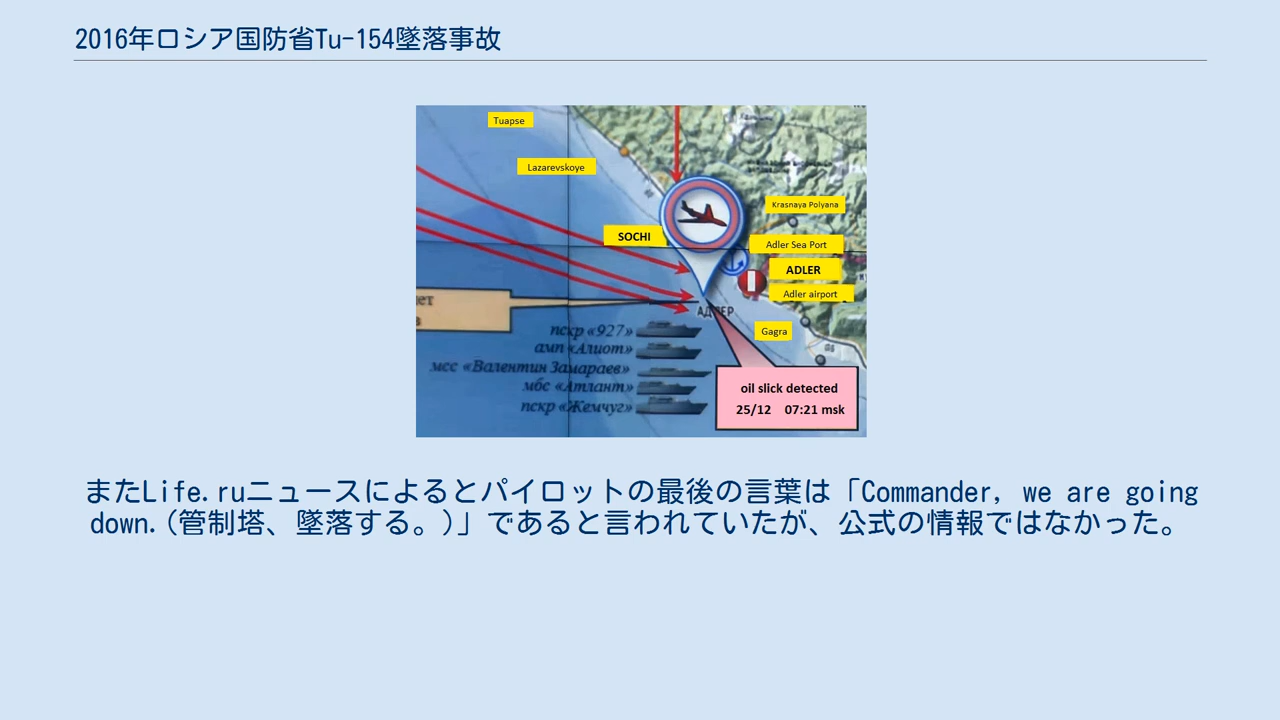 2016年ロシア国防省Tu-154墜落事故
Tuapse
Lazarevskoye
Krasnaya Polyana
SOCHI
Adler Sea Port
ADLER
Adler airport
АДЛЕР
Gagra
пскр «927»
амп «Алиот»
мсс «Валентин Замараев»
мбс «Атлант»
пскр «Жемчуг»
oil slick detected
25/12 07:21 msk
またLife.ruニュースによるとパイロットの最後の言葉は「Commander, we are going
down.(管制塔、墜落する。)」であると言われていたが、公式の情報ではなかった。